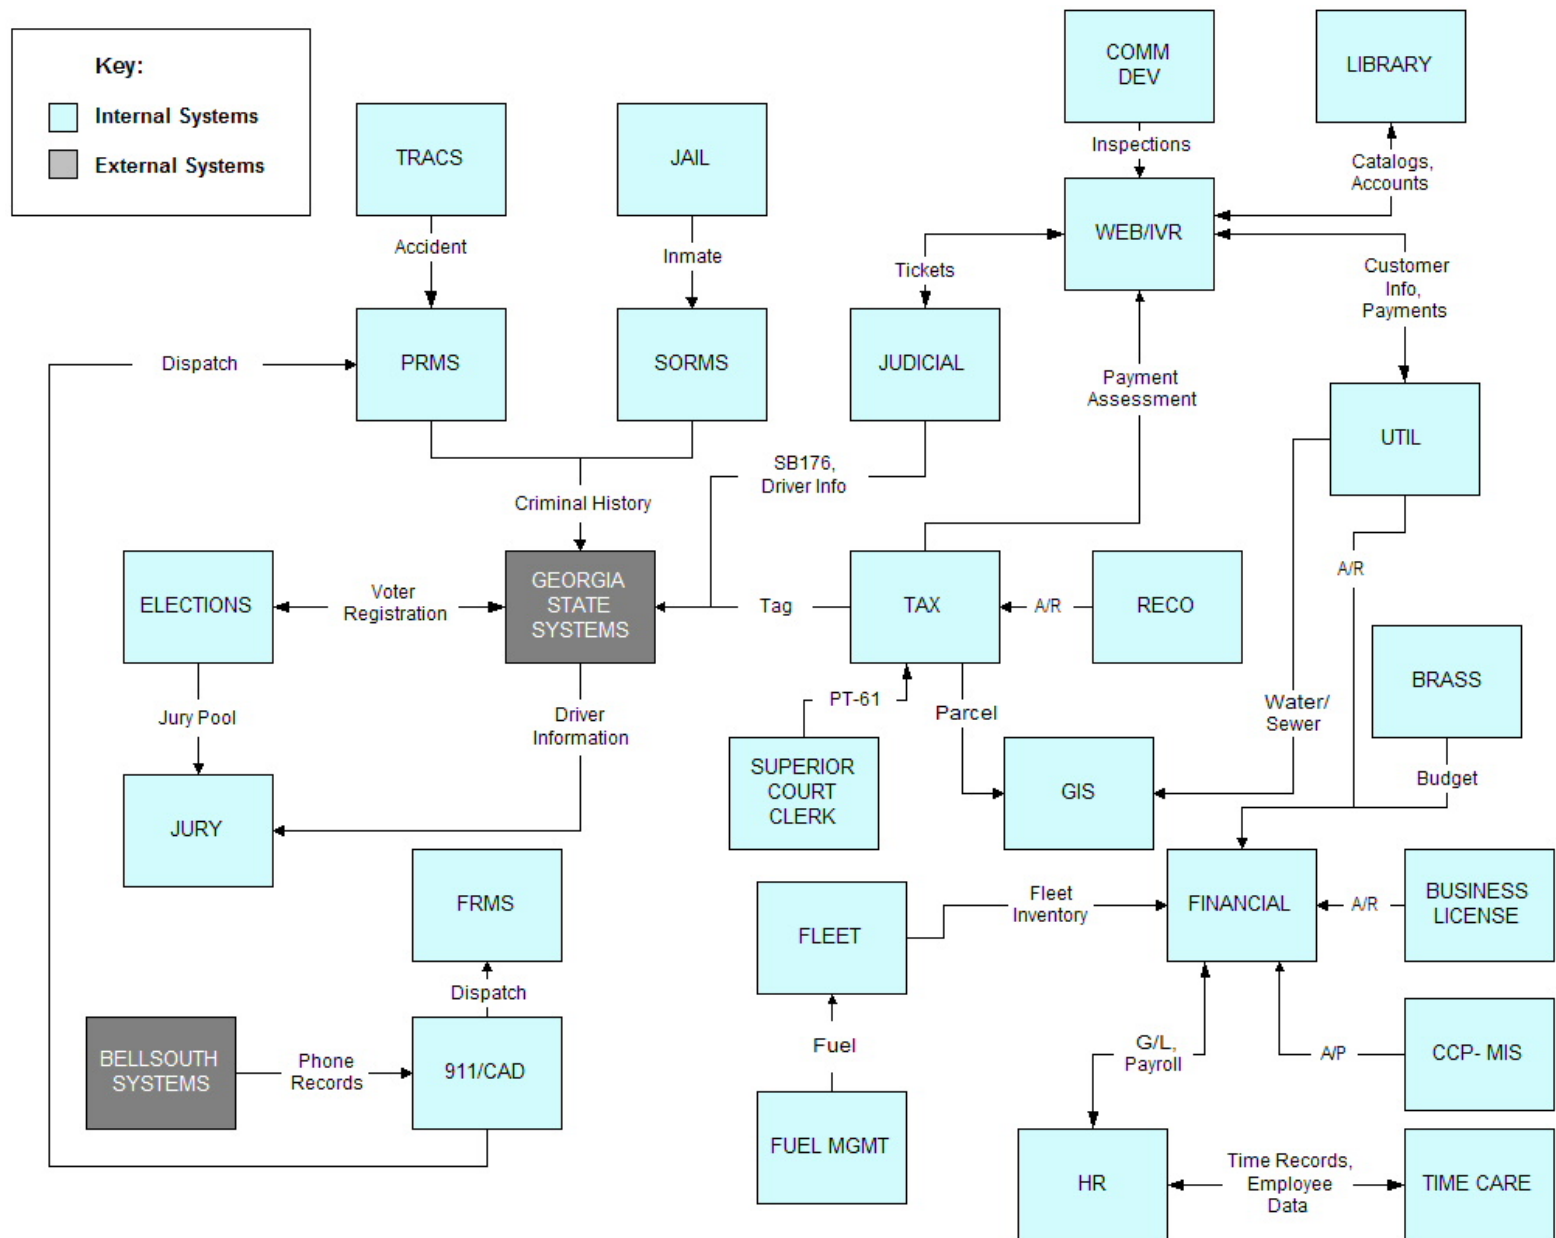 Key:
Internal Systems
External Systems
COMM
DEV
LIBRARY
TRACS
JAIL
Inspections
Catalogs,
Accounts
Accident
Inmate
Tickets
WEB/IVR
Customer
Info,
Payments
Dispatch
PRMS
SORMS
JUDICIAL
Payment
Assessment
UTIL
SB176,
Driver Info
Criminal History
A/R
ELECTIONS
Voter
Registration
GEORGIA
STATE
SYSTEMS
Tag
TAX
A/R
RECO
BRASS
Jury Pool
Driver
Information
PT-61
Parcel
Water/
Sewer
Budget
JURY
SUPERIOR
COURT
CLERK
GIS
FRMS
FLEET
Fleet
Inventory
FINANCIAL
A/R
BUSINESS
LICENSE
Dispatch
BELLSOUTH
SYSTEMS
Phone
Records
911/CAD
Fuel
G/L,
Payroll
A/P
CCP- MIS
FUEL MGMT
HR
Time Records,
Employee
Data
TIME CARE